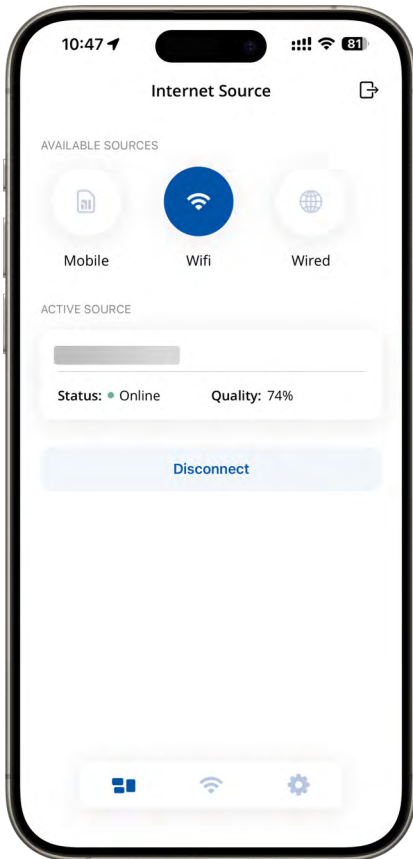 10:47 81
Internet Source
AVAILABLE SOURCES
Mobile Wifi Wired
ACTIVE SOURCE
Status: Online Quality: 74%
Disconnect